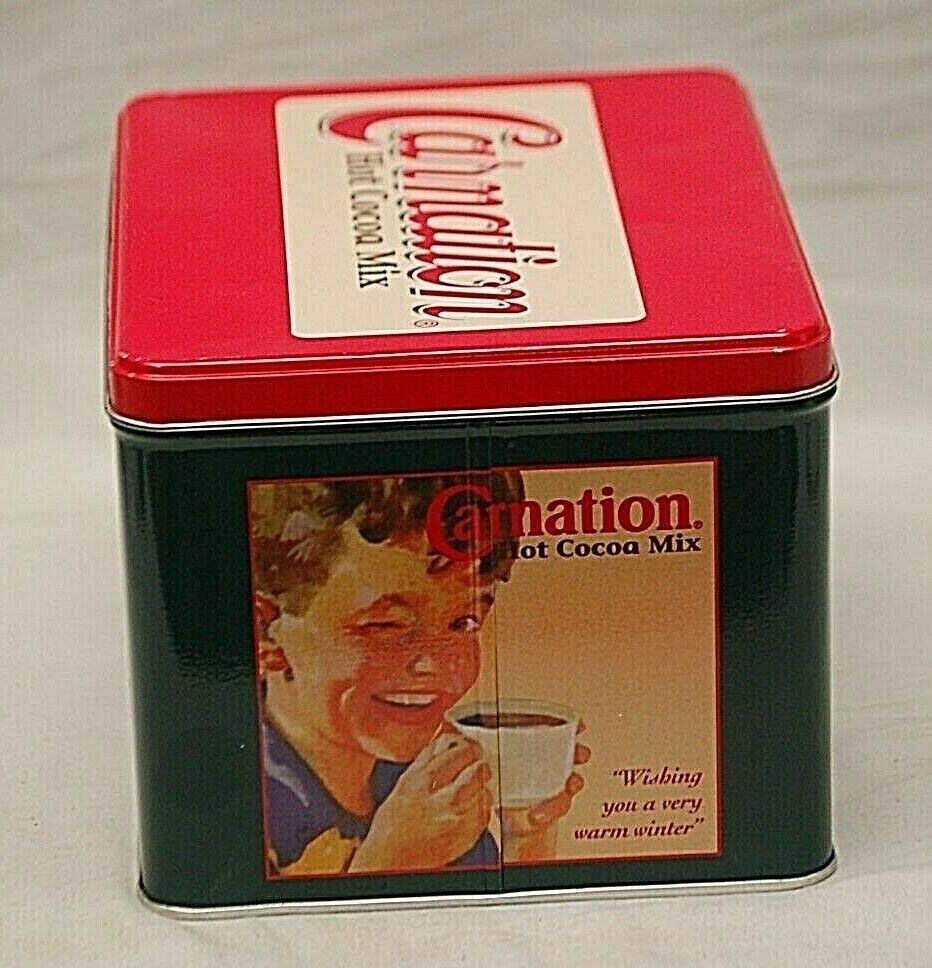 Carnation®
Hot Cocoa Mix
Carnation.
Hot Cocoa Mix
"Wishing
you a very
warm winter"